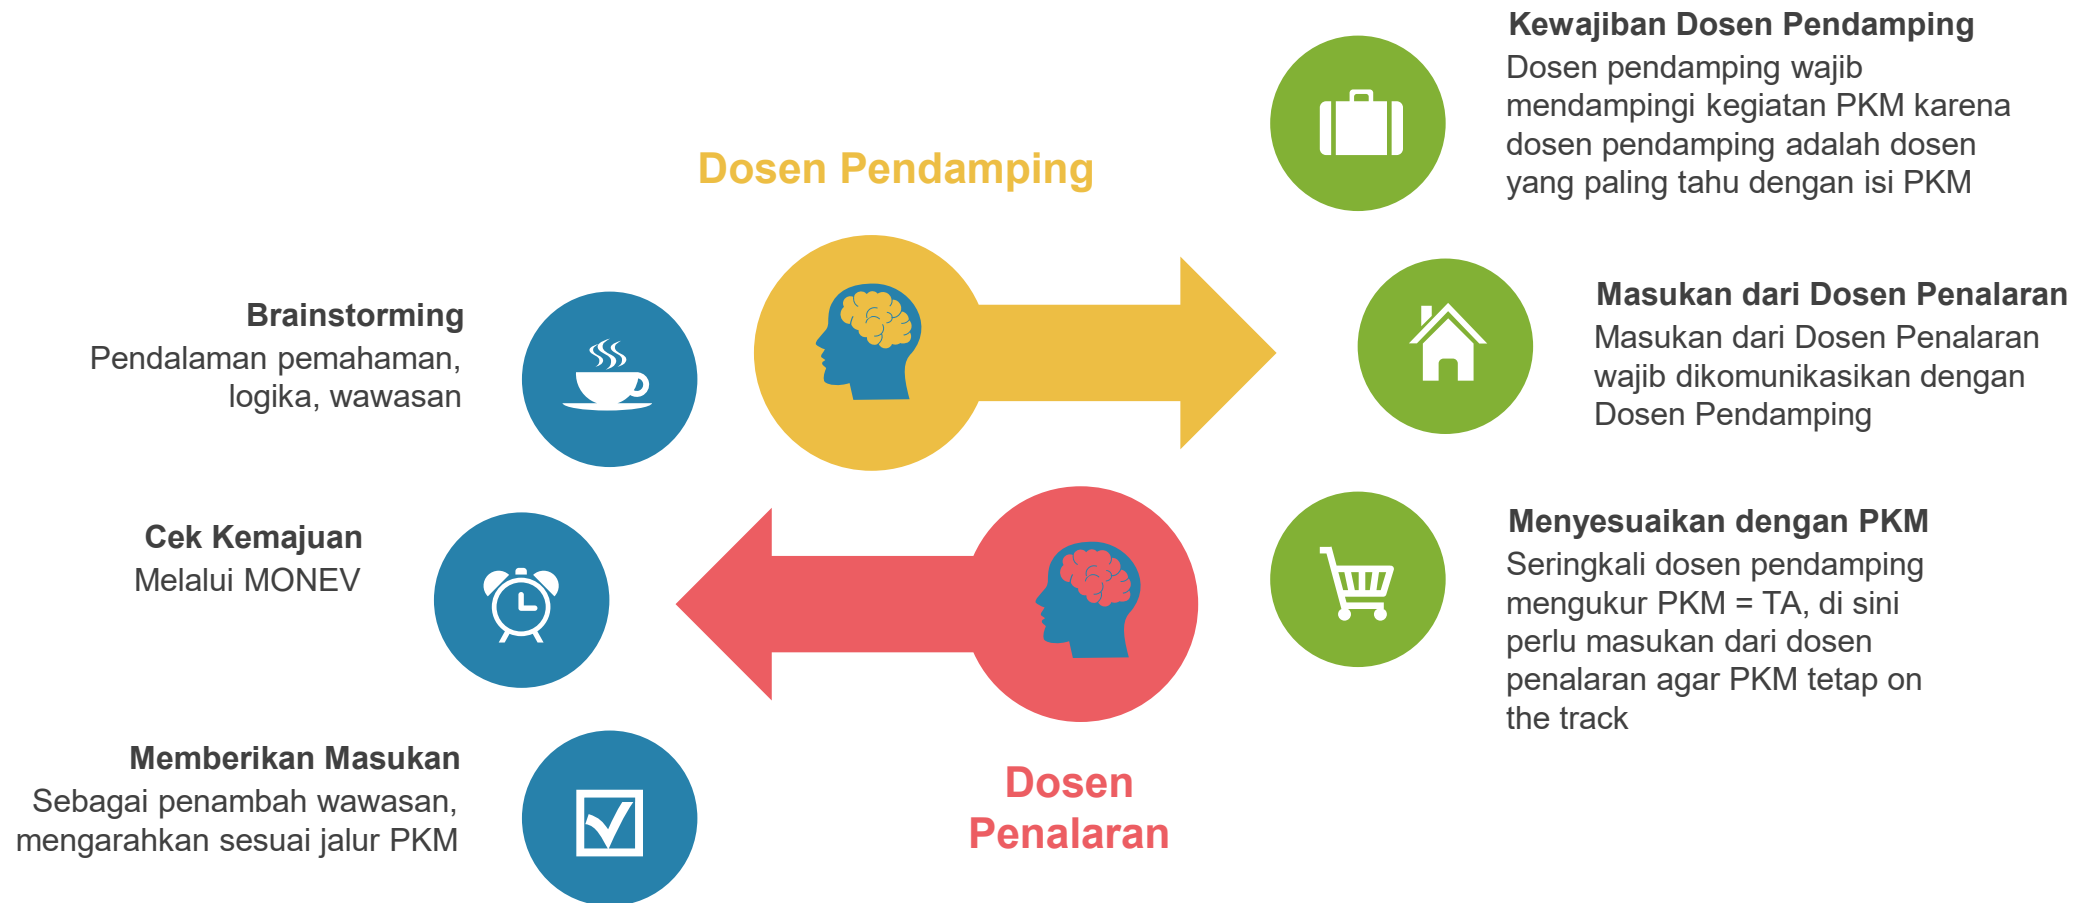 Dosen Pendamping
Brainstorming
Pendalaman pemahaman,
logika, wawasan
Cek Kemajuan
Melalui MONEV
Memberikan Masukan
Sebagai penambah wawasan,
mengarahkan sesuai jalur PKM
Dosen
Penalaran
Kewajiban Dosen Pendamping
Dosen pendamping wajib
mendampingi kegiatan PKM karena
dosen pendamping adalah dosen
yang paling tahu dengan isi PKM
Masukan dari Dosen Penalaran
Masukan dari Dosen Penalaran
wajib dikomunikasikan dengan
Dosen Pendamping
Menyesuaikan dengan PKM
Seringkali dosen pendamping
mengukur PKM = TA, di sini
perlu masukan dari dosen
penalaran agar PKM tetap on
the track